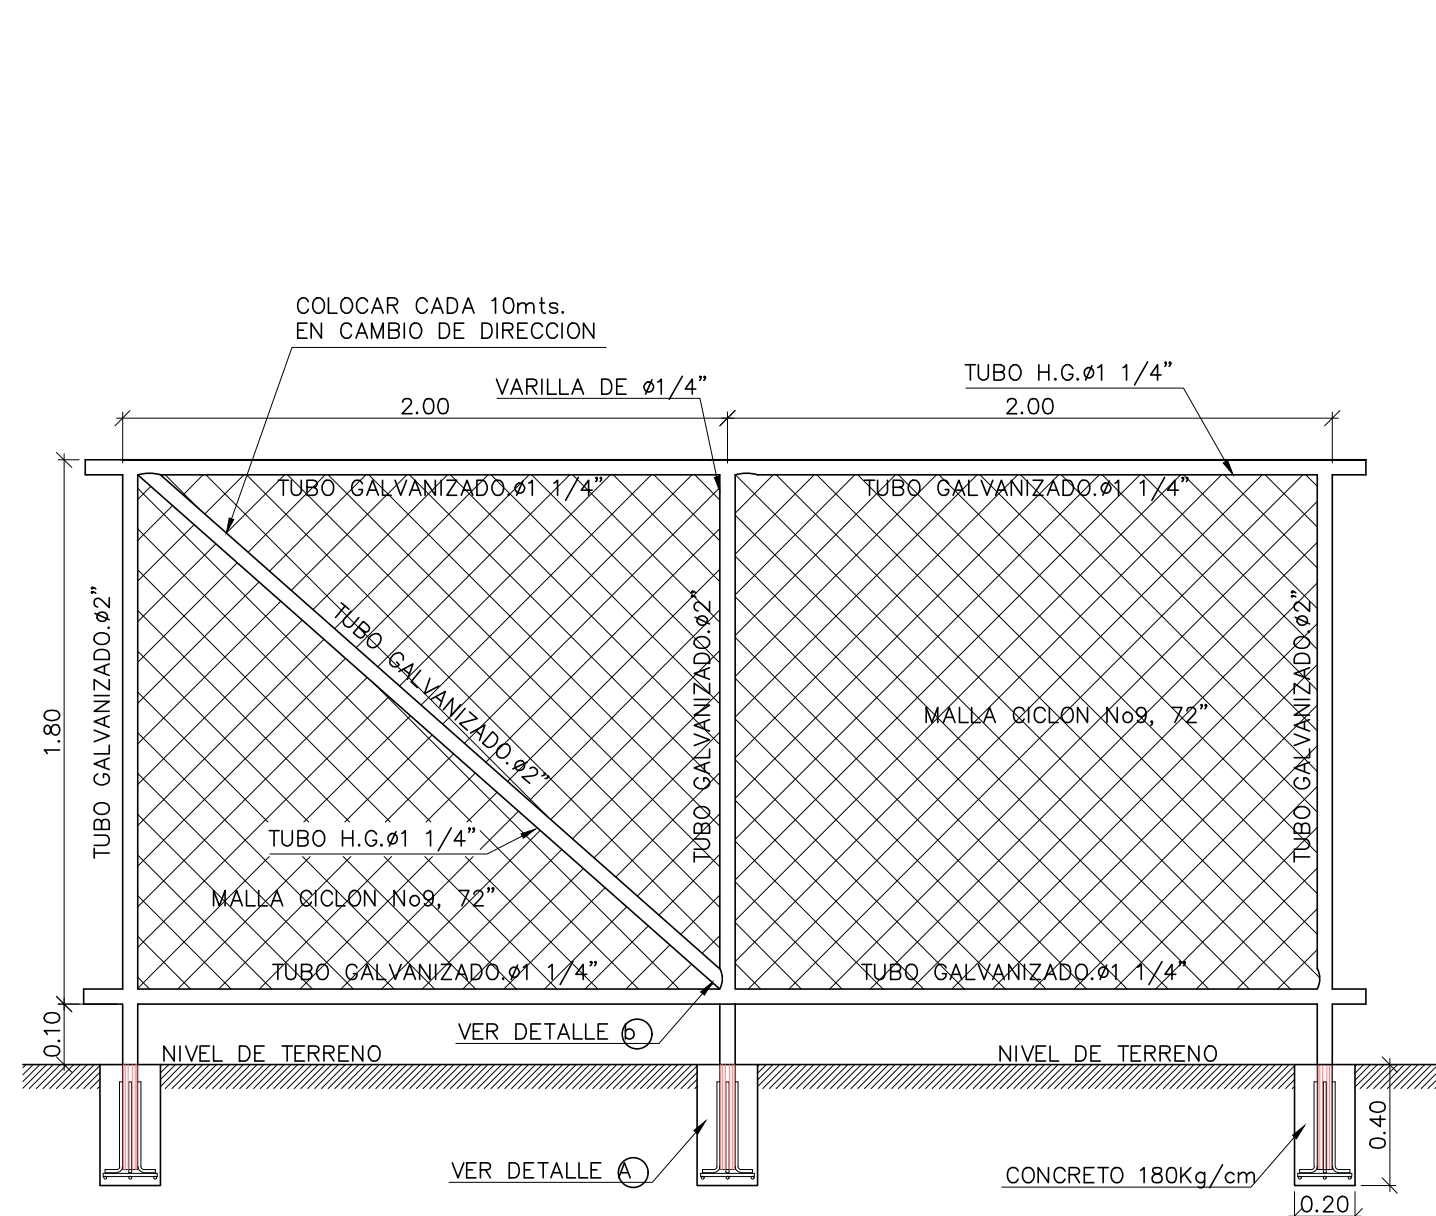 COLOCAR CADA 10mts.
EN CAMBIO DE DIRECCION
TUBO H.G.ø1 1/4"
VARILLA DE ø1/4"
2.00
2.00
TUBO GALVANIZADO.ø1 1/4"
TUBO GALVANIZADO.ø1 1/4"
TUBO GALVANIZADO.ø2"
TUBO GALVANIZADO.ø2"
TUBO GALVANIZADO.ø2"
TUBO GALVANIZADO.ø2"
1.80
MALLA CICLON No9, 72"
TUBO H.G.ø1 1/4"
MALLA CICLON No9, 72"
TUBO GALVANIZADO.ø1 1/4"
TUBO GALVANIZADO.ø1 1/4"
0.10
VER DETALLE b
NIVEL DE TERRENO
NIVEL DE TERRENO
0.40
VER DETALLE A
CONCRETO 180Kg/cm
0.20